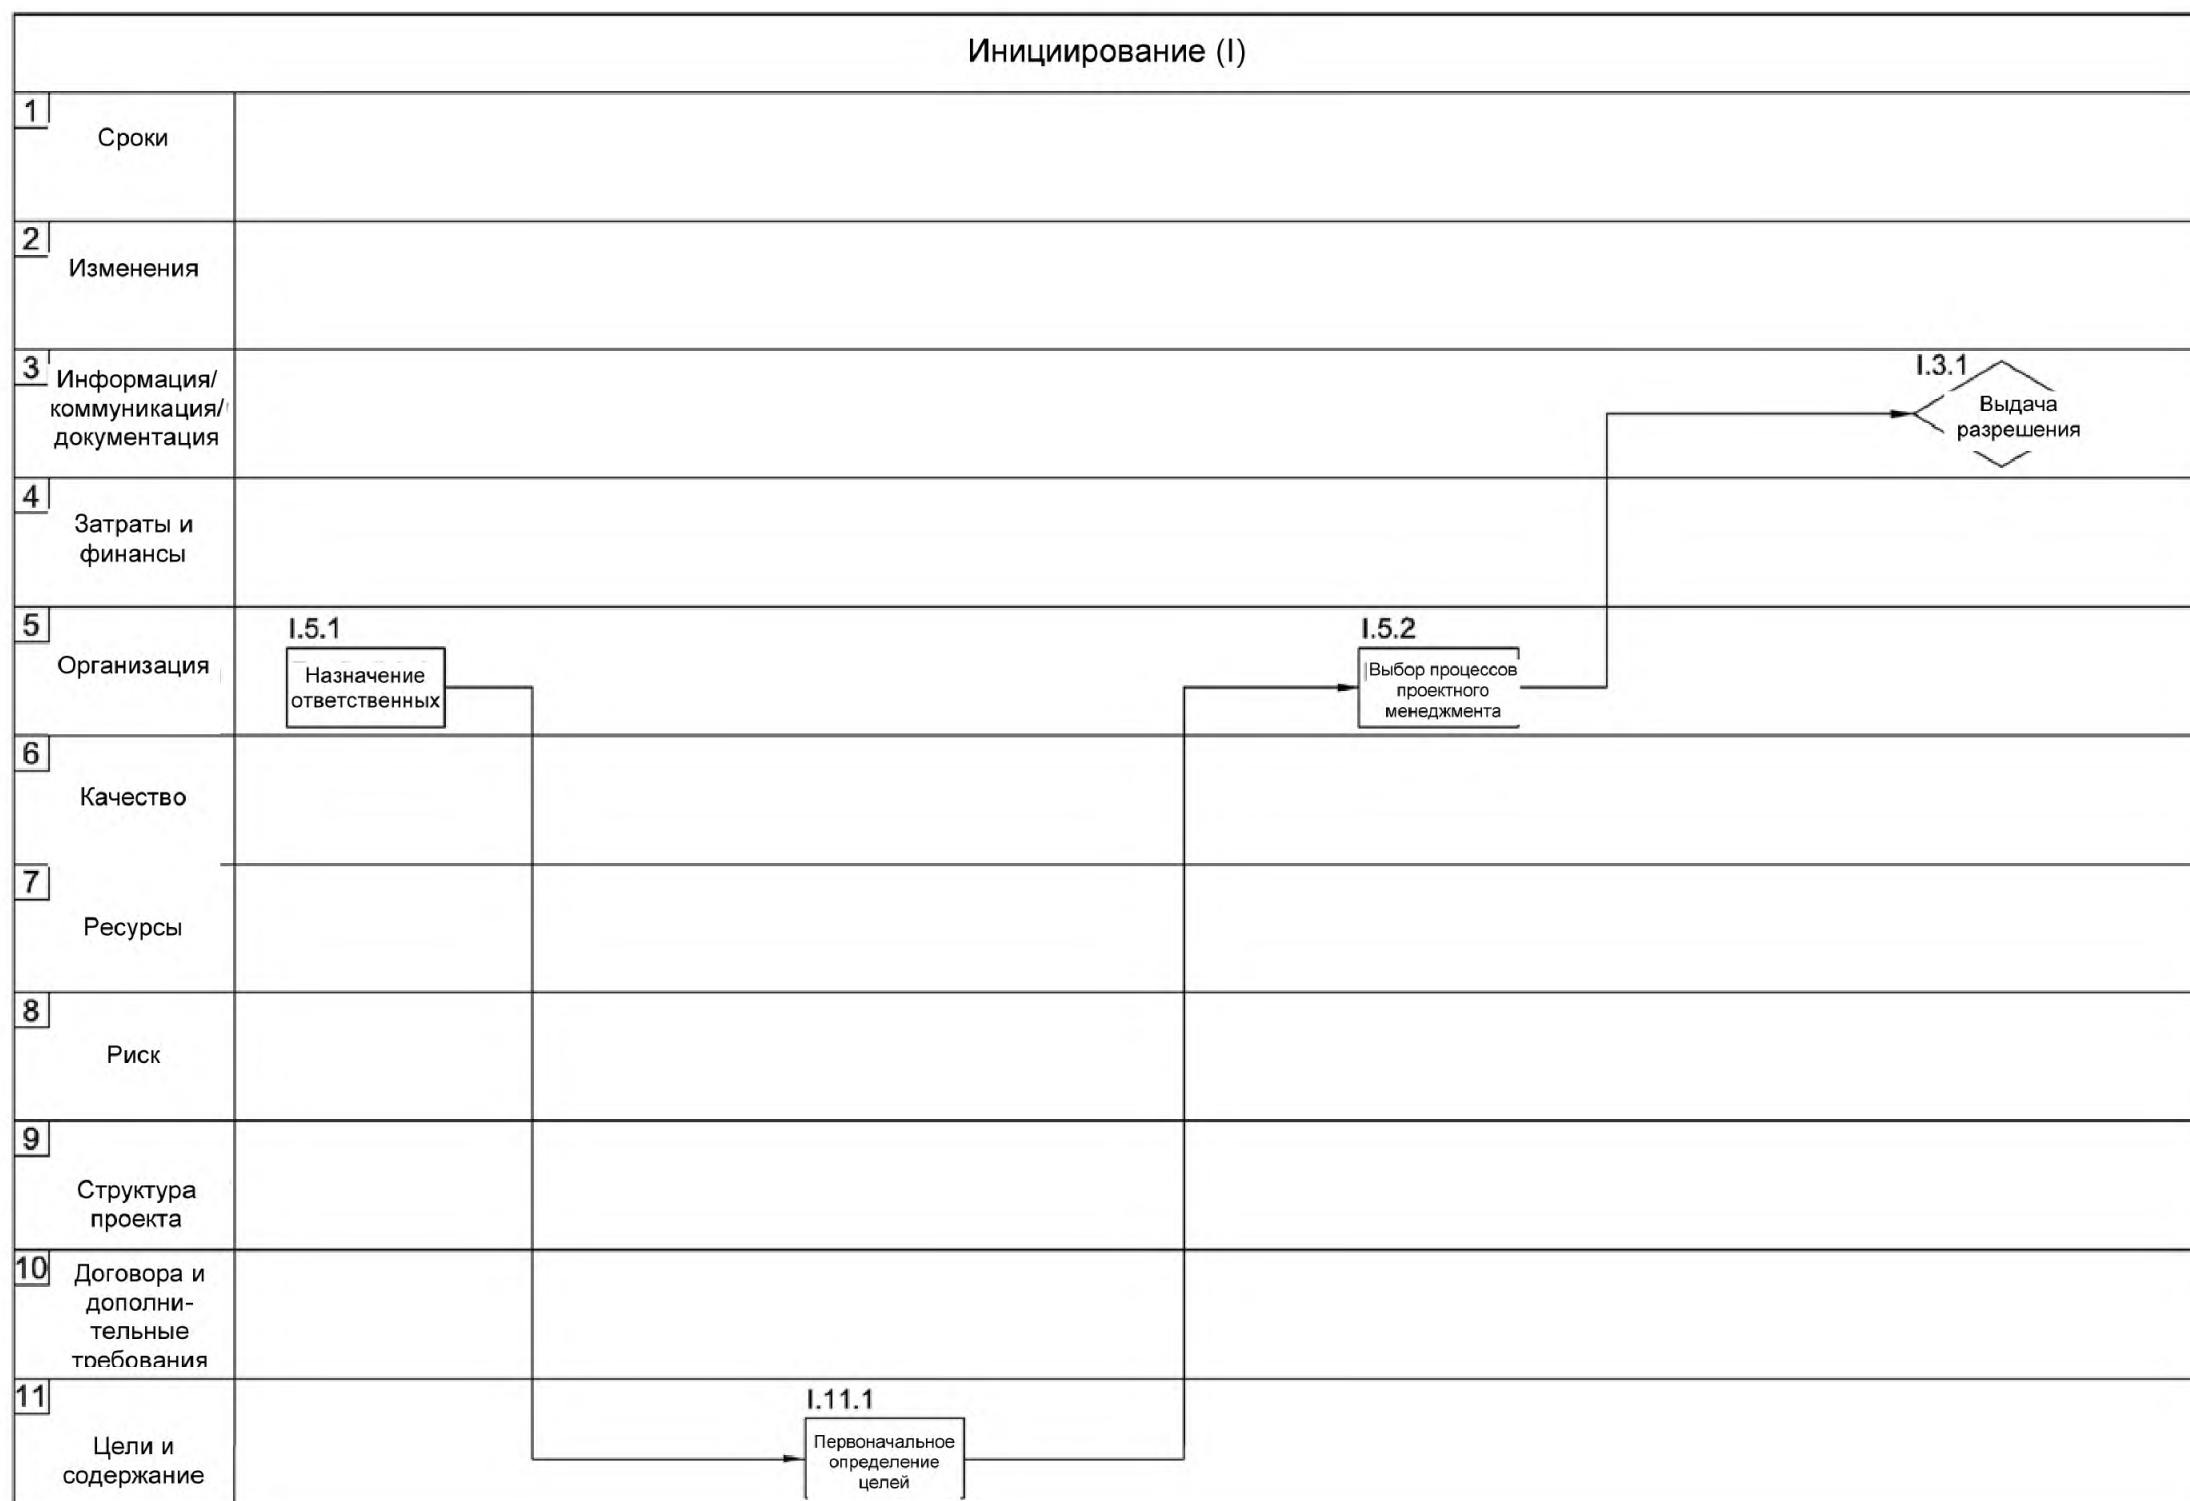 Инициирование (I)
1
Сроки
2
Изменения
3
Информация/
коммуникация/
документация
I.3.1
Выдача
разрешения
4
Затраты и
финансы
5
Организация
I.5.1
Назначение
ответственных
I.5.2
Выбор процессов
проектного
менеджмента
6
Качество
7
Ресурсы
8
Риск
9
Структура
проекта
10
Договора и
дополни-
тельные
требования
11
Цели и
содержание
I.11.1
Первоначальное
определение
целей